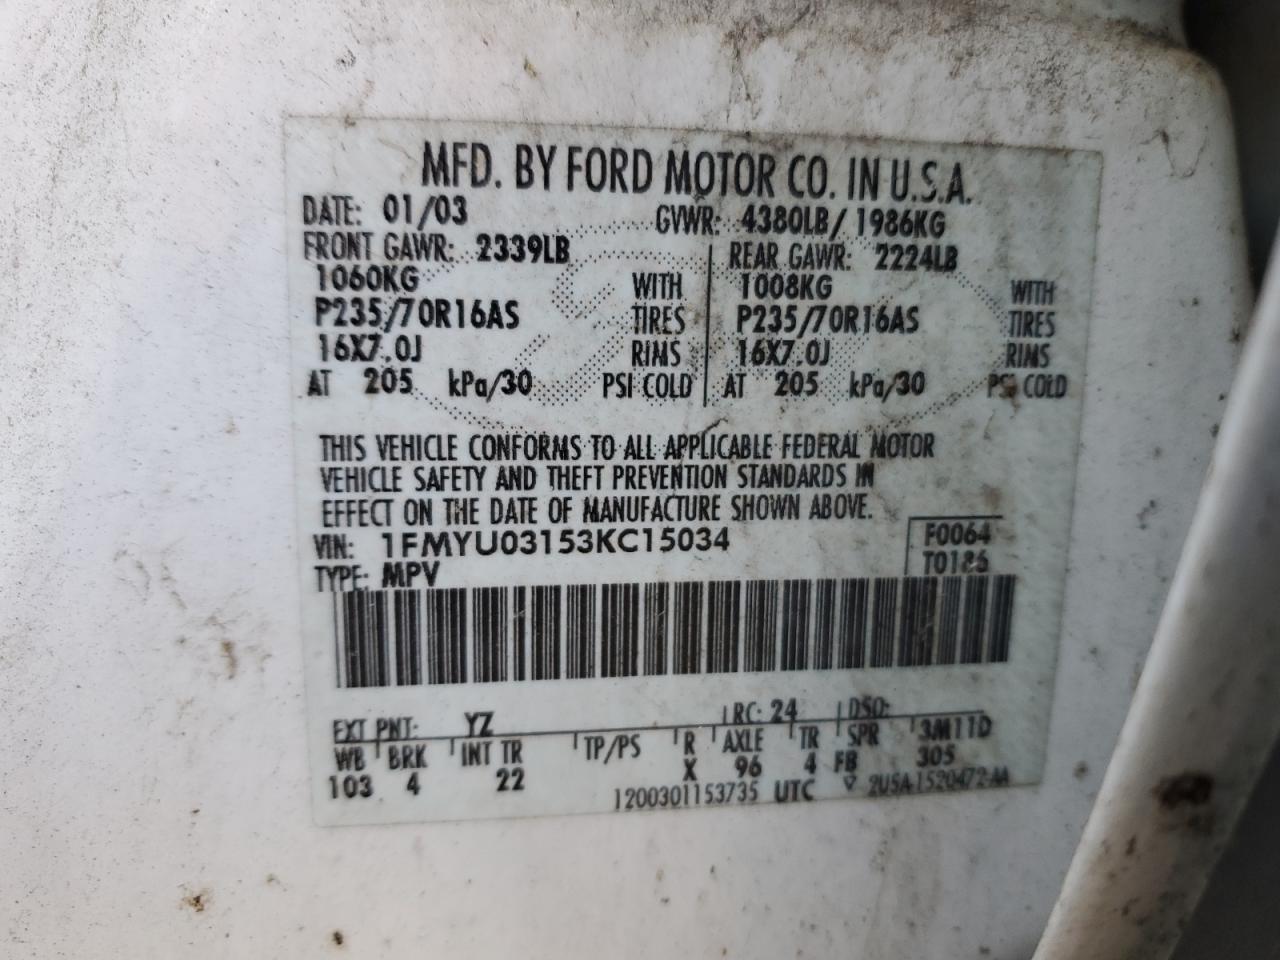 MFD. BY FORD MOTOR CO. IN U.S.A.
DATE: 01/03 GVWR: 4380LB/ 1986KG
FRONT GAWR: 2339LB REAR GAWR: 2224LB
1060KG WITH 1008KG WITH
P235/70R16AS TIRES P235/70R16AS TIRES
16X7.0J RIMS 16X7.0J RIMS
AT 205 kPa/30 PSI COLD AT 205 kPa/30 PSI COLD
THIS VEHICLE CONFORMS TO ALL APPLICABLE FEDERAL MOTOR
VEHICLE SAFETY AND THEFT PREVENTION STANDARDS IN
EFFECT ON THE DATE OF MANUFACTURE SHOWN ABOVE.
VIN: 1FMYU03153KC15034 F0064
TYPE: MPV T0186
EXT PNT: YZ RC: 24 DSO:
WB BRK INT TR TP/PS R AXLE TR SPR 3M11D
103 4 22 X 96 4 FB 305
1200301153735 UTC ▽ 2U5A-1520472-AA